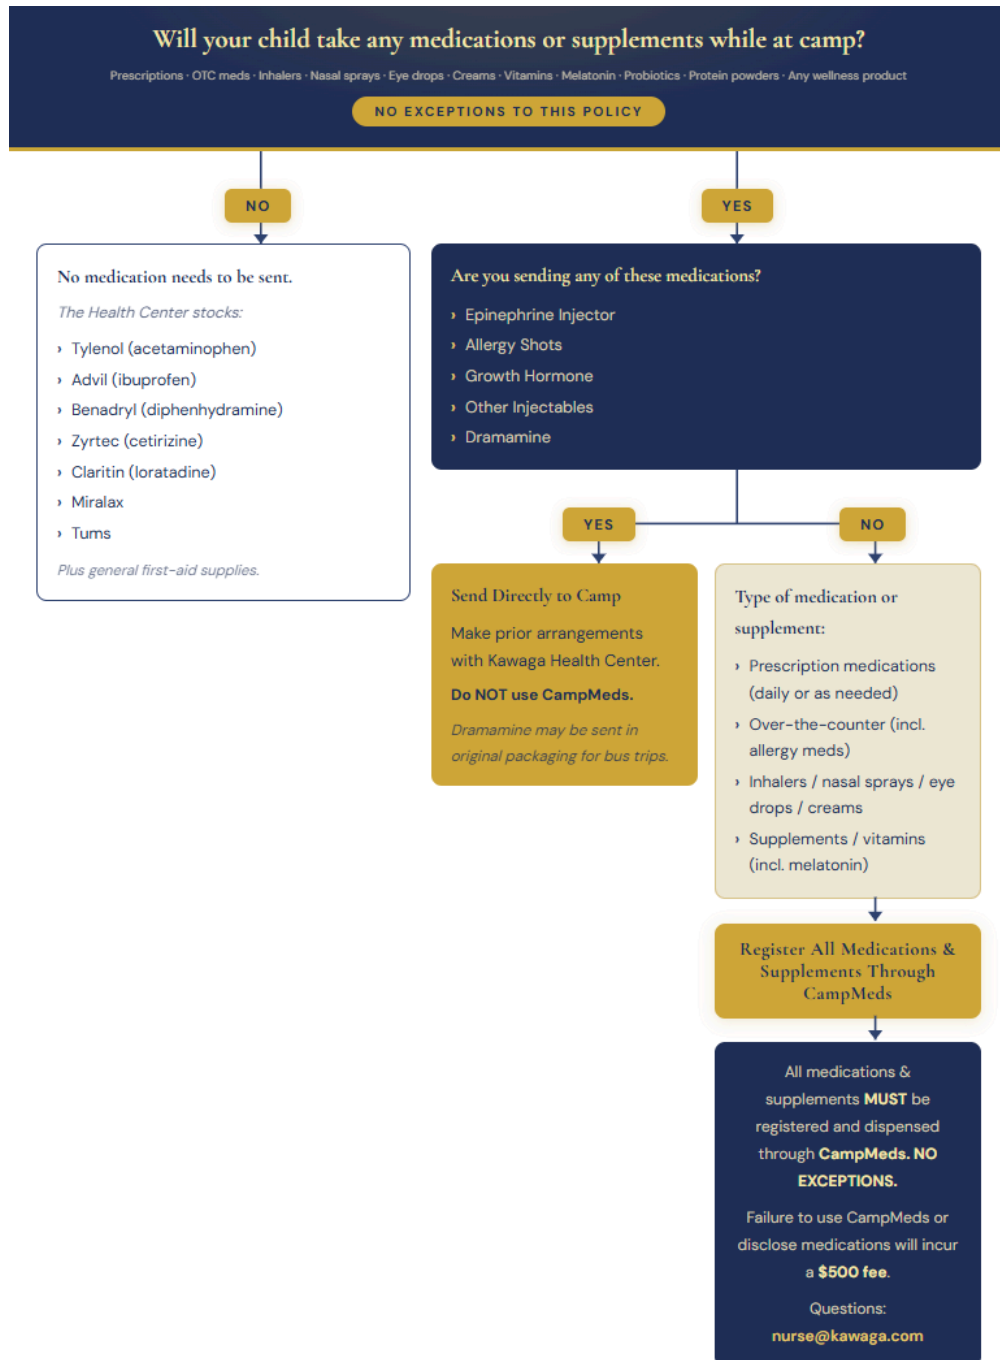 Will your child take any medications or supplements while at camp?
Prescriptions · OTC meds · Inhalers · Nasal sprays · Eye drops · Creams · Vitamins · Melatonin · Probiotics · Protein powders · Any wellness product
NO EXCEPTIONS TO THIS POLICY
NO
No medication needs to be sent.
The Health Center stocks:
› Tylenol (acetaminophen)
› Advil (ibuprofen)
› Benadryl (diphenhydramine)
› Zyrtec (cetirizine)
› Claritin (loratadine)
› Miralax
› Tums
Plus general first-aid supplies.
YES
Are you sending any of these medications?
› Epinephrine Injector
› Allergy Shots
› Growth Hormone
› Other Injectables
› Dramamine
YES
Send Directly to Camp
Make prior arrangements
with Kawaga Health Center.
Do NOT use CampMeds.
Dramamine may be sent in
original packaging for bus trips.
NO
Type of medication or
supplement:
› Prescription medications
(daily or as needed)
› Over-the-counter (incl.
allergy meds)
› Inhalers / nasal sprays / eye
drops / creams
› Supplements / vitamins
(incl. melatonin)
Register All Medications &
Supplements Through
CampMeds
All medications &
supplements MUST be
registered and dispensed
through CampMeds. NO
EXCEPTIONS.
Failure to use CampMeds or
disclose medications will incur
a $500 fee.
Questions:
nurse@kawaga.com